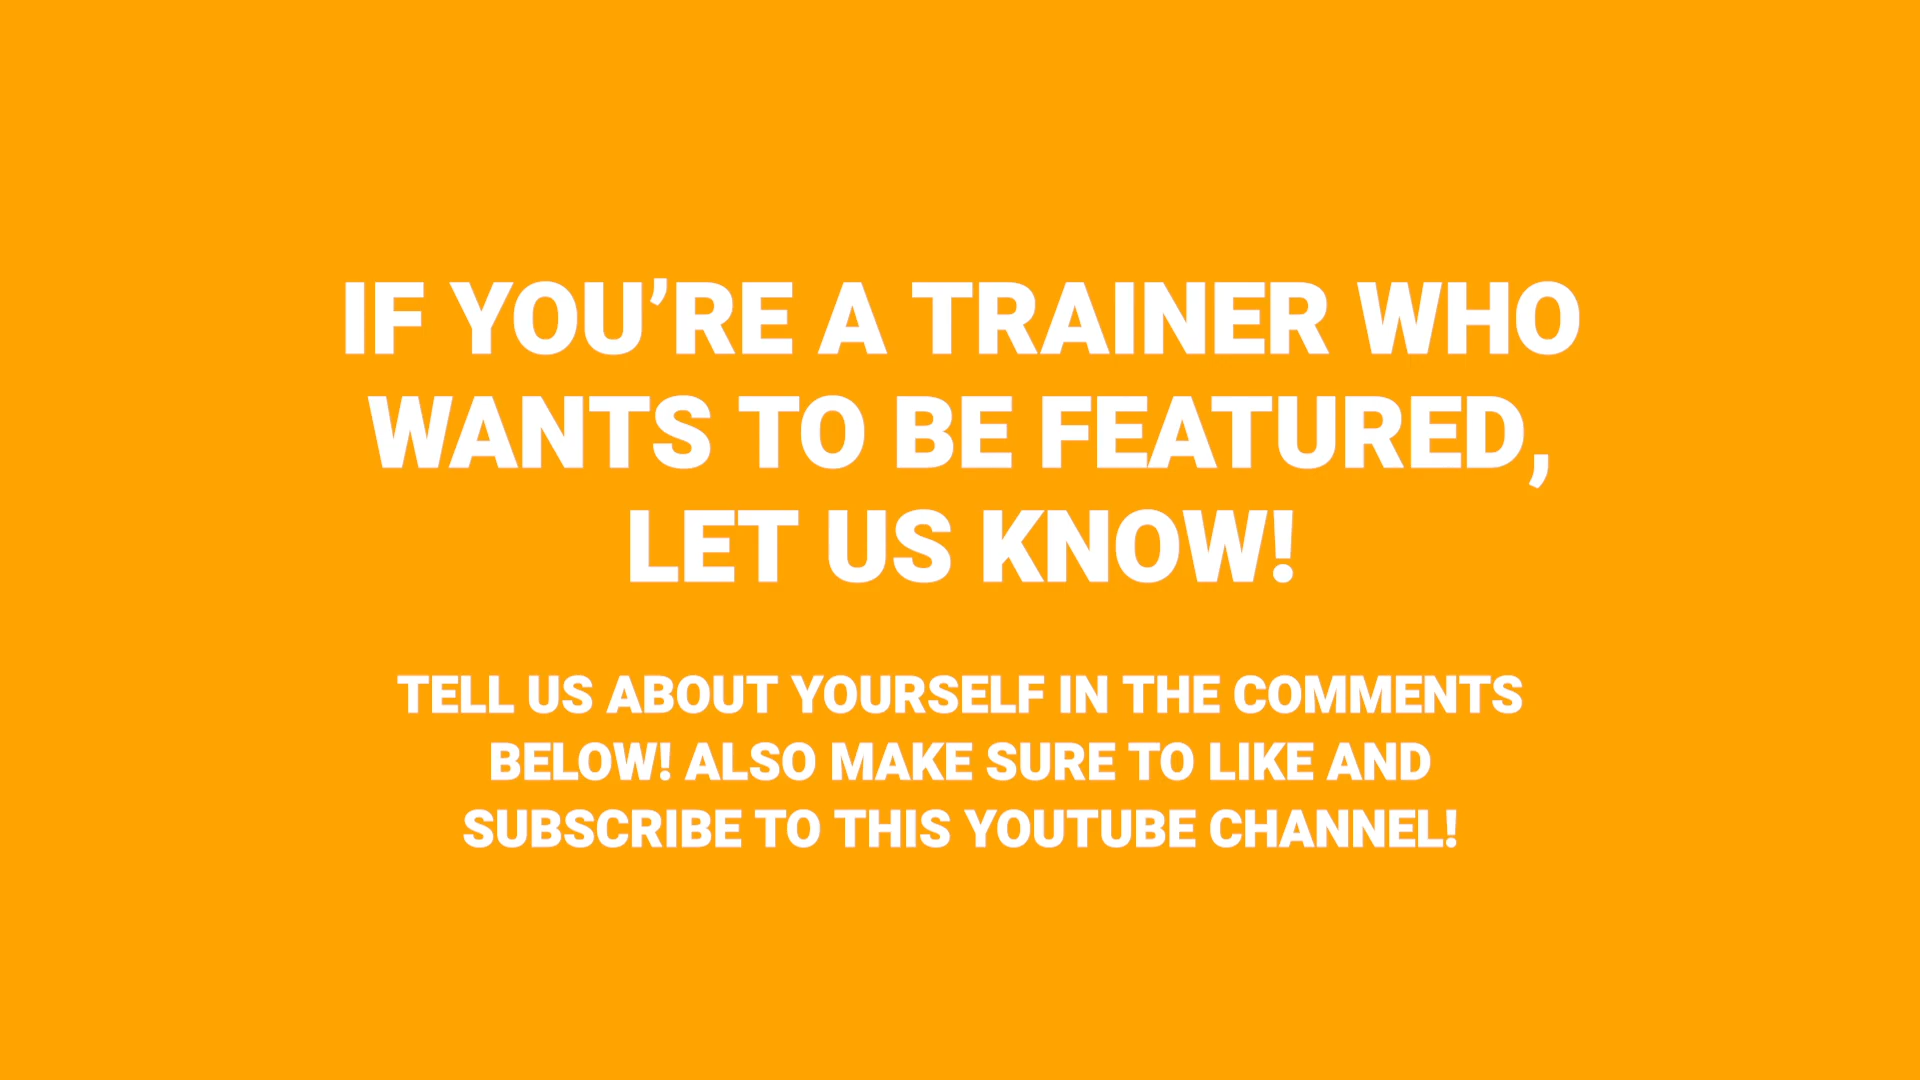 IF YOU’RE A TRAINER WHO
WANTS TO BE FEATURED,
LET US KNOW!
TELL US ABOUT YOURSELF IN THE COMMENTS
BELOW! ALSO MAKE SURE TO LIKE AND
SUBSCRIBE TO THIS YOUTUBE CHANNEL!